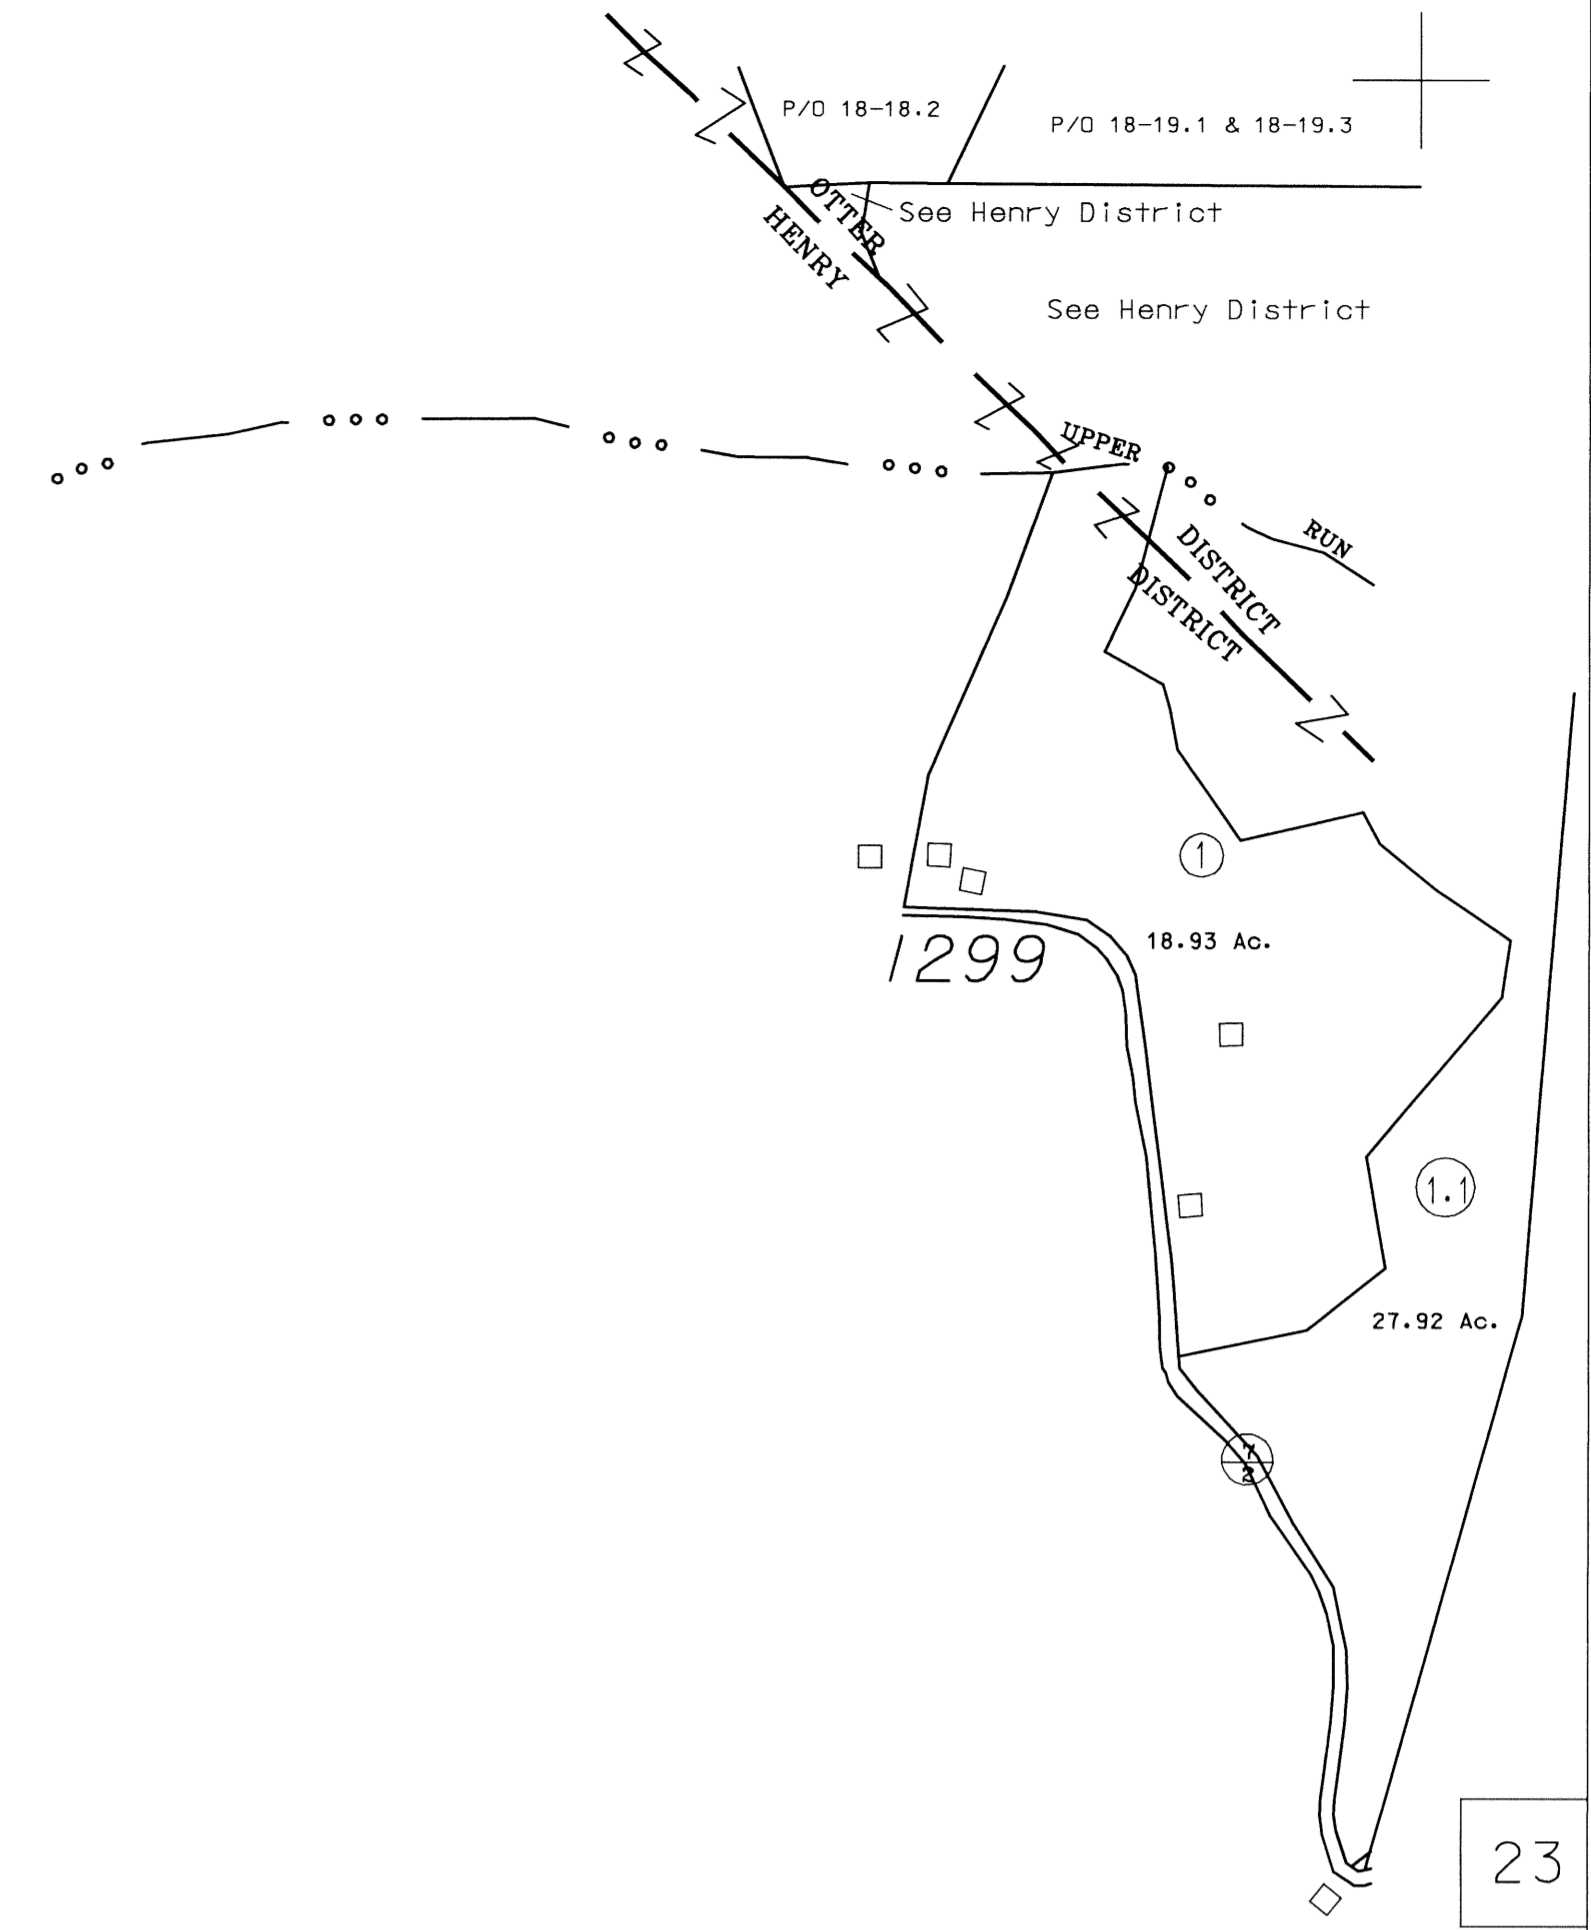 P/O 18-18.2
P/O 18-19.1 & 18-19.3
OTTER
HENRY
See Henry District
See Henry District
UPPER
RUN
DISTRICT
DISTRICT
1
18.93 Ac.
1299
1.1
27.92 Ac.
7
23